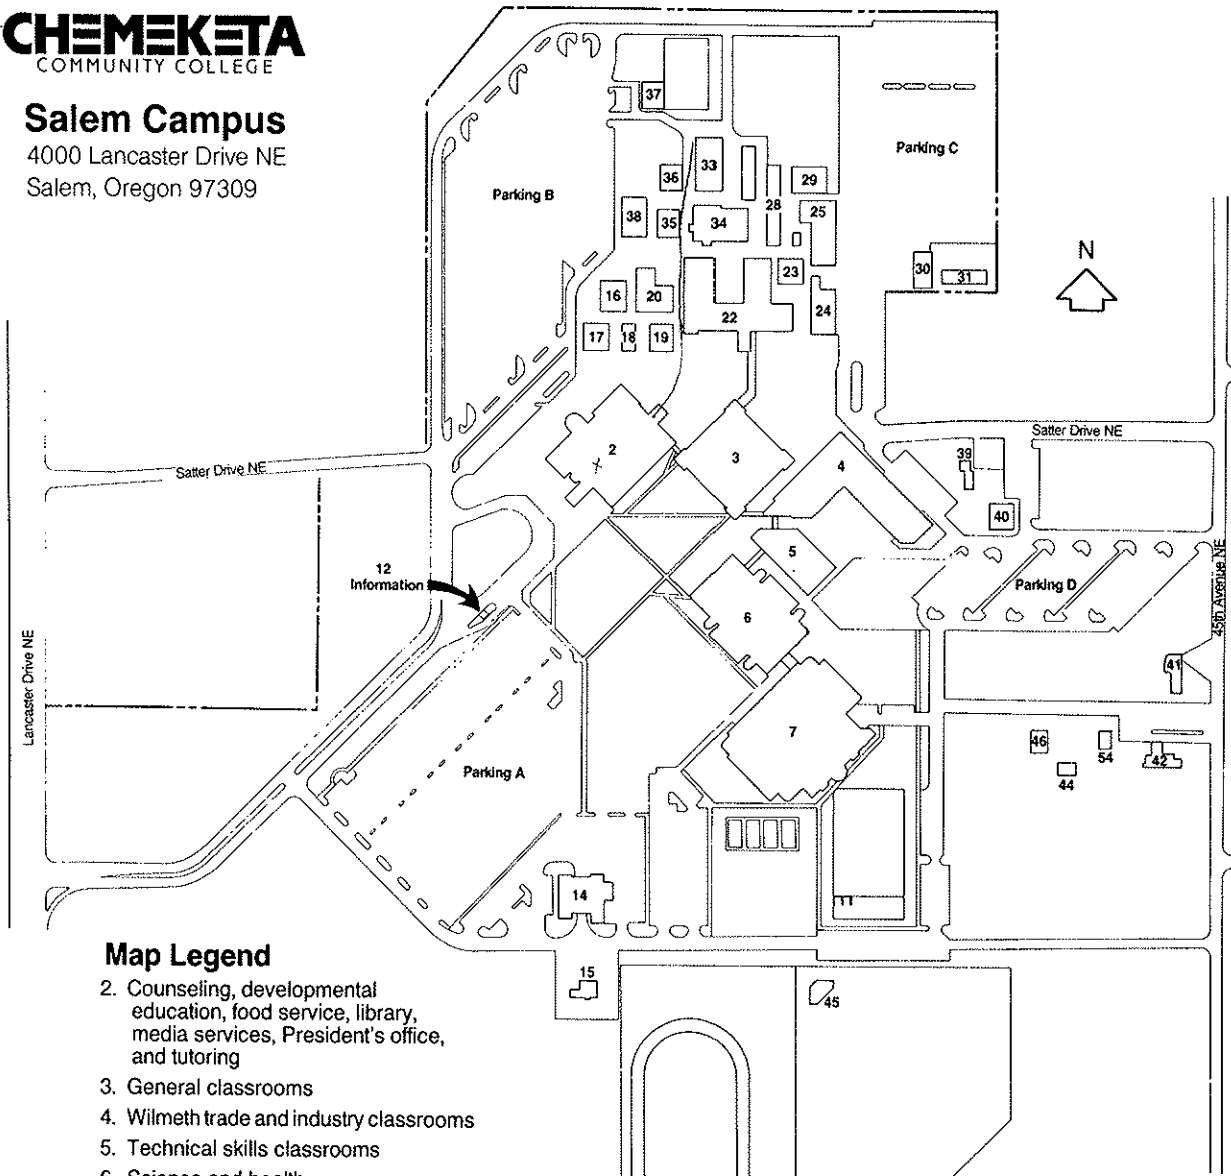 CHEMEKETA
COMMUNITY COLLEGE
Salem Campus
4000 Lancaster Drive NE
Salem, Oregon 97309
37
Parking C
33
36
29
Parking B
28
25
38
35
34
30
31
N
23
16
20
24
22
17
18
19
Satter Drive NE
2
3
4
39
Satter Drive NE
40
5
12
Information
Parking D
45th Avenue NE
6
41
Lancaster Drive NE
7
46
54
42
44
Parking A
14
11
15
45
Map Legend
2. Counseling, developmental
education, food service, library,
media services, President's office,
and tutoring
3. General classrooms
4. Wilmeth trade and industry classrooms
5. Technical skills classrooms
6. Science and health